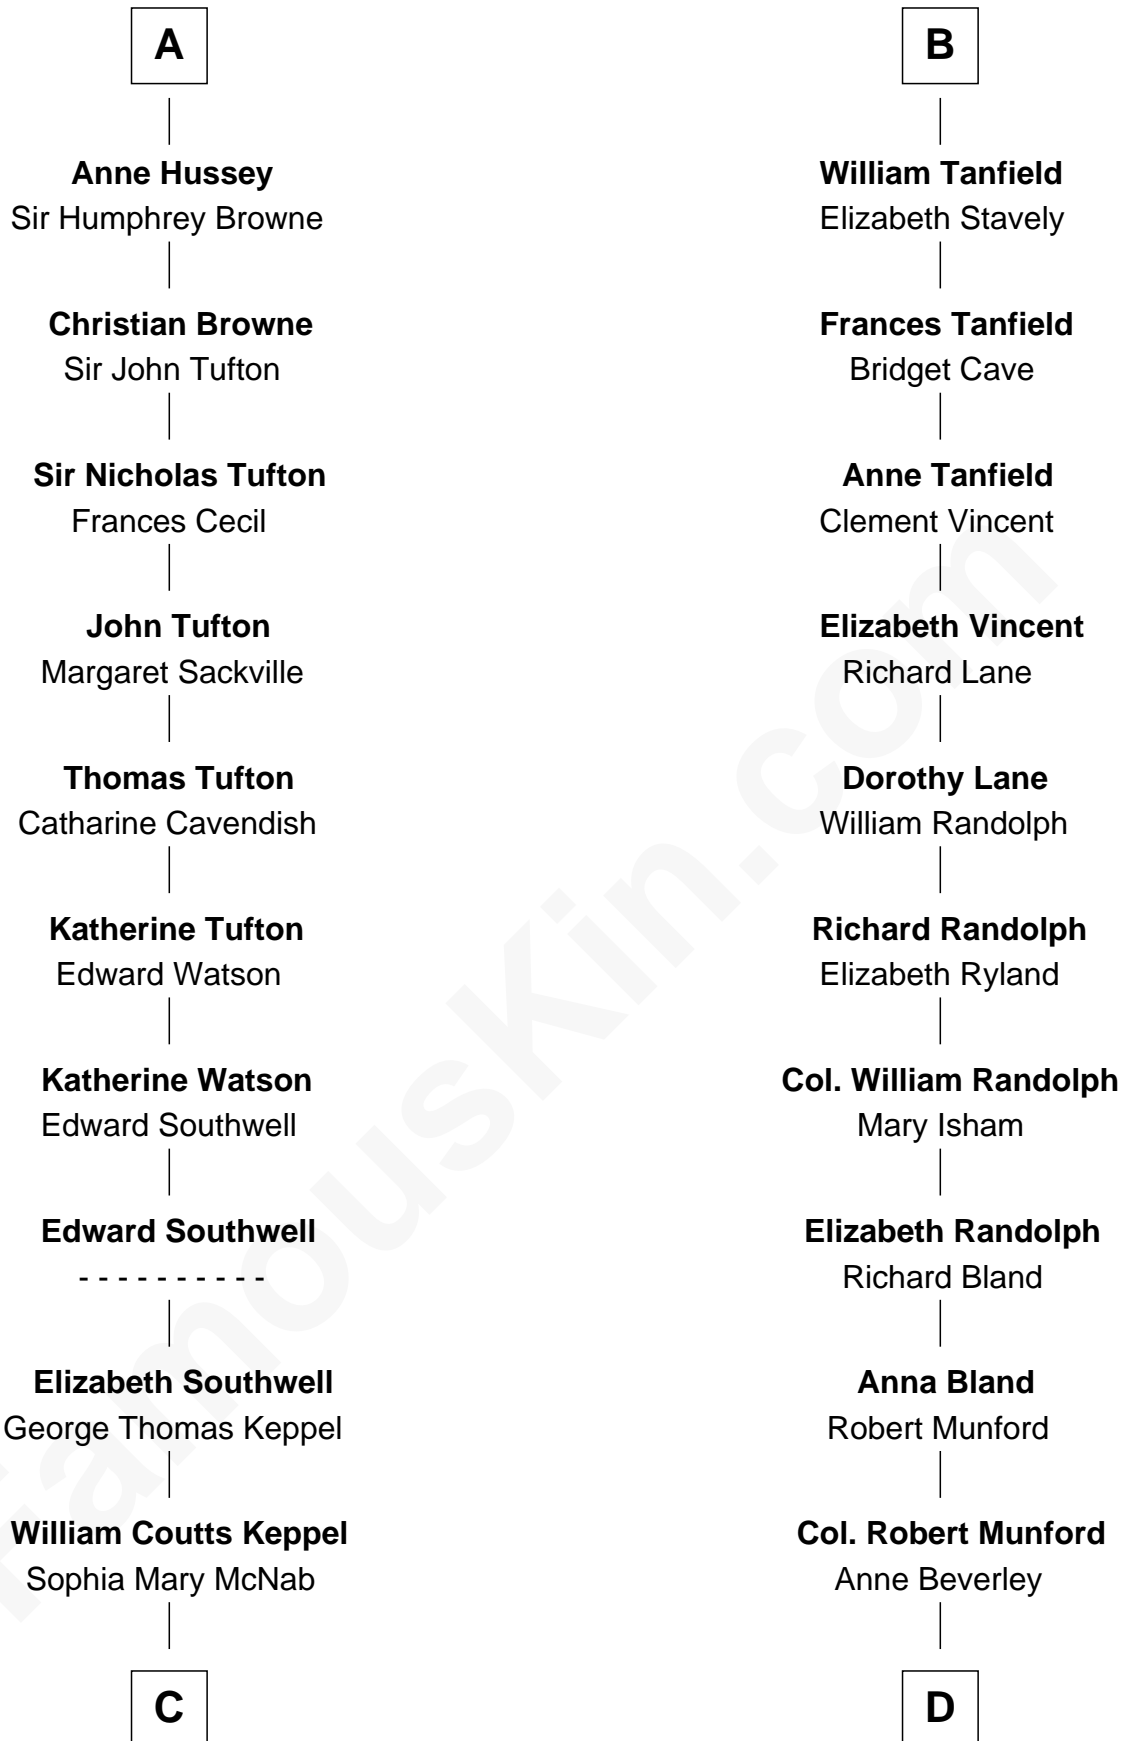 A
Anne Hussey
Sir Humphrey Browne
Christian Browne
Sir John Tufton
Sir Nicholas Tufton
Frances Cecil
John Tufton
Margaret Sackville
Thomas Tufton
Catharine Cavendish
Katherine Tufton
Edward Watson
Katherine Watson
Edward Southwell
Edward Southwell
- - - - - - - - - -
Elizabeth Southwell
George Thomas Keppel
William Coutts Keppel
Sophia Mary McNab
C
B
William Tanfield
Elizabeth Stavely
Frances Tanfield
Bridget Cave
Anne Tanfield
Clement Vincent
Elizabeth Vincent
Richard Lane
Dorothy Lane
William Randolph
Richard Randolph
Elizabeth Ryland
Col. William Randolph
Mary Isham
Elizabeth Randolph
Richard Bland
Anna Bland
Robert Munford
Col. Robert Munford
Anne Beverley
D
FamousKin.com